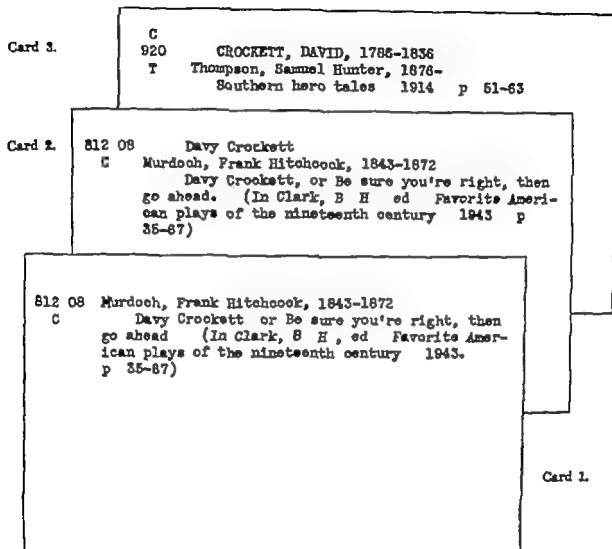 Card 3.
C
920 CROCKETT, DAVID, 1786-1836
T Thompson, Samuel Hunter, 1876-
Southern hero tales 1914 p 51-63
Card 2.
812 08 Davy Crockett
C Murdoch, Frank Hitchcock, 1843-1872
Davy Crockett, or Be sure you're right, then
go ahead. (In Clark, B H ed Favorite Ameri-
can plays of the nineteenth century 1943 p
35-67)
812 08 Murdoch, Frank Hitchcock, 1843-1872
C Davy Crockett or Be sure you're right, then
go ahead (In Clark, B H , ed Favorite Amer-
ican plays of the nineteenth century 1943.
p 35-67)
Card 1.